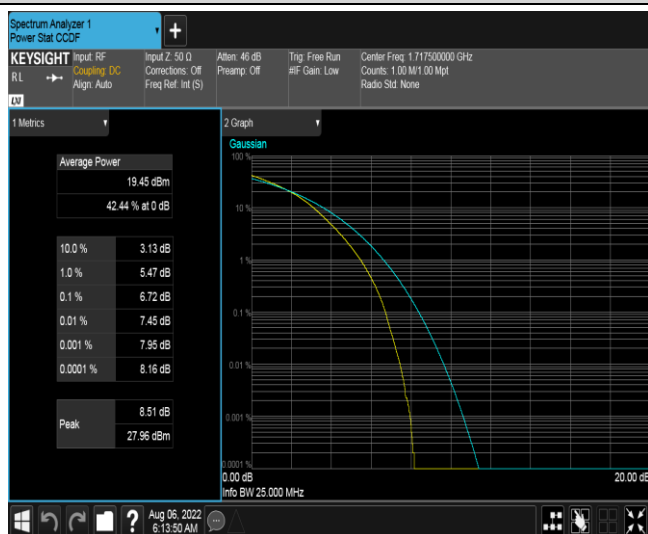 Spectrum Analyzer 1
Power Stat CCDF
KEYSIGHT
RL
LXI
Input: RF
Coupling: DC
Align: Auto
Input Z: 50 Ω
Corrections: Off
Freq Ref: Int (S)
Atten: 46 dB
Preamp: Off
Trig: Free Run
#IF Gain: Low
Center Freq: 1.717500000 GHz
Counts: 1.00 M/1.00 Mpt
Radio Std: None
1 Metrics
Average Power
19.45 dBm
42.44 % at 0 dB
10.0 % 3.13 dB
1.0 % 5.47 dB
0.1 % 6.72 dB
0.01 % 7.45 dB
0.001 % 7.95 dB
0.0001 % 8.16 dB
Peak
8.51 dB
27.96 dBm
2 Graph
Gaussian
100 %
10 %
1 %
0.1 %
0.01 %
0.001 %
0.0001 %
0.00 dB
20.00 dB
Info BW 25.000 MHz
?
Aug 06, 2022
6:13:50 AM